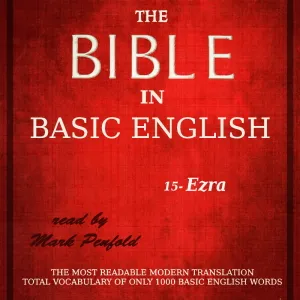 THE
BIBLE
IN
BASIC ENGLISH
15- Ezra
read by
Mark Penfold
THE MOST READABLE MODERN TRANSLATION
TOTAL VOCABULARY OF ONLY 1000 BASIC ENGLISH WORDS